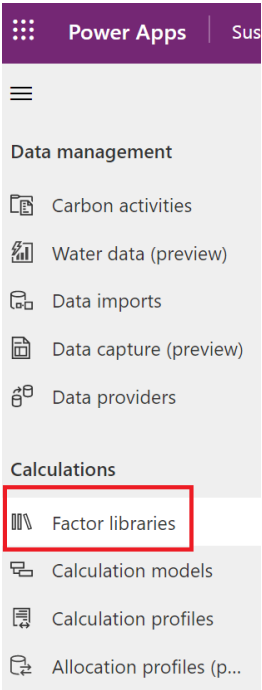 Power Apps Sus
Data management
Carbon activities
Water data (preview)
Data imports
Data capture (preview)
Data providers
Calculations
Factor libraries
Calculation models
Calculation profiles
Allocation profiles (p...